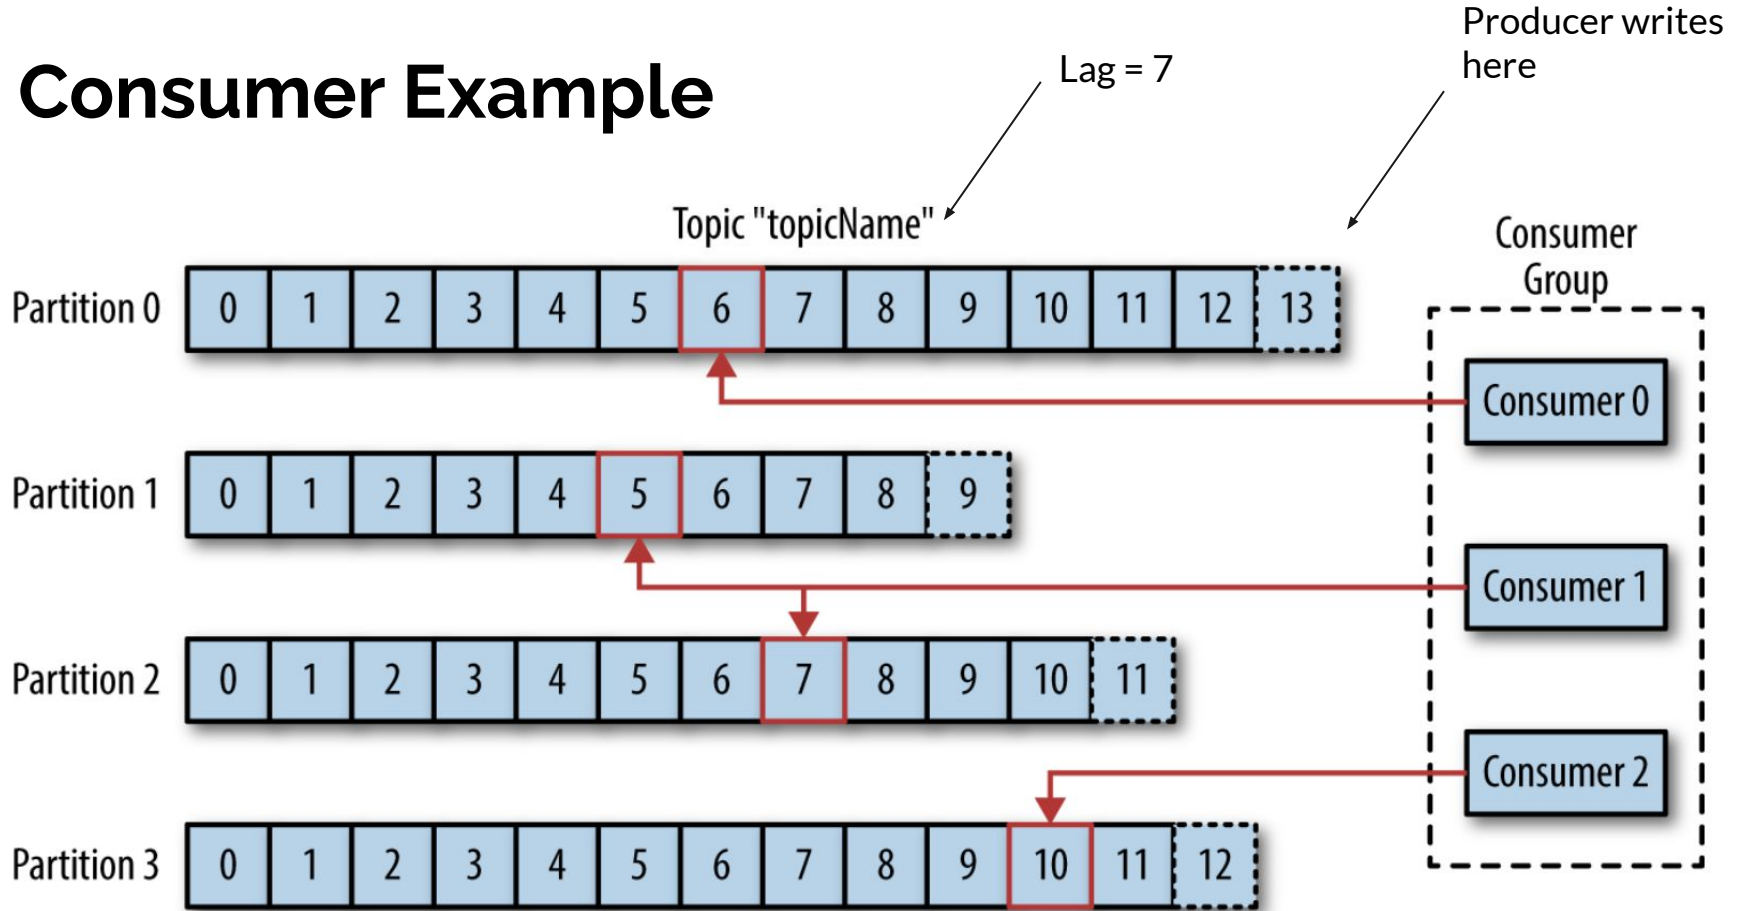 Producer writes
here
Lag = 7
Consumer Example
Topic "topicName"
Consumer
Group
Partition 0 0 1 2 3 4 5 6 7 8 9 10 11 12 13
Consumer 0
Partition 1 0 1 2 3 4 5 6 7 8 9
Consumer 1
Partition 2 0 1 2 3 4 5 6 7 8 9 10 11
Consumer 2
Partition 3 0 1 2 3 4 5 6 7 8 9 10 11 12